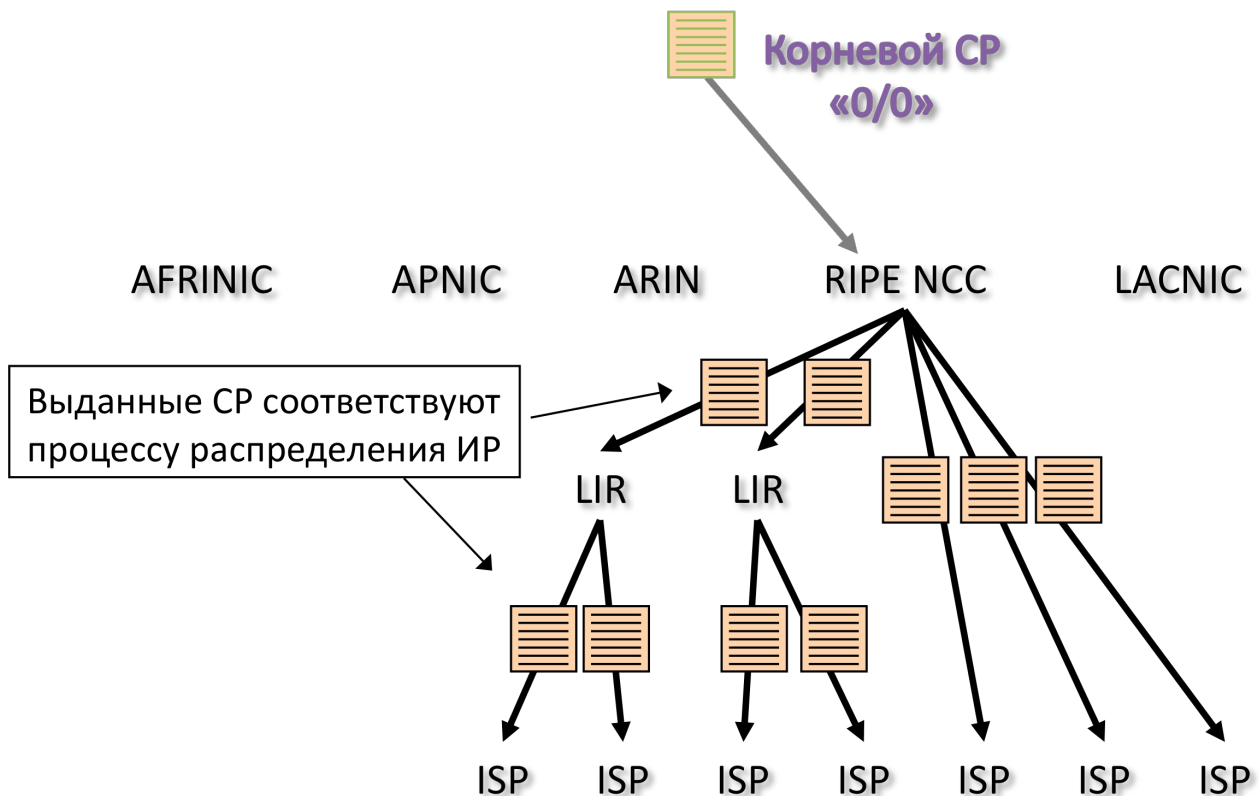 Корневой СР
«0/0»
AFRINIC APNIC ARIN RIPE NCC LACNIC
Выданные СР соответствуют
процессу распределения ИР
LIR LIR
ISP ISP ISP ISP ISP ISP ISP